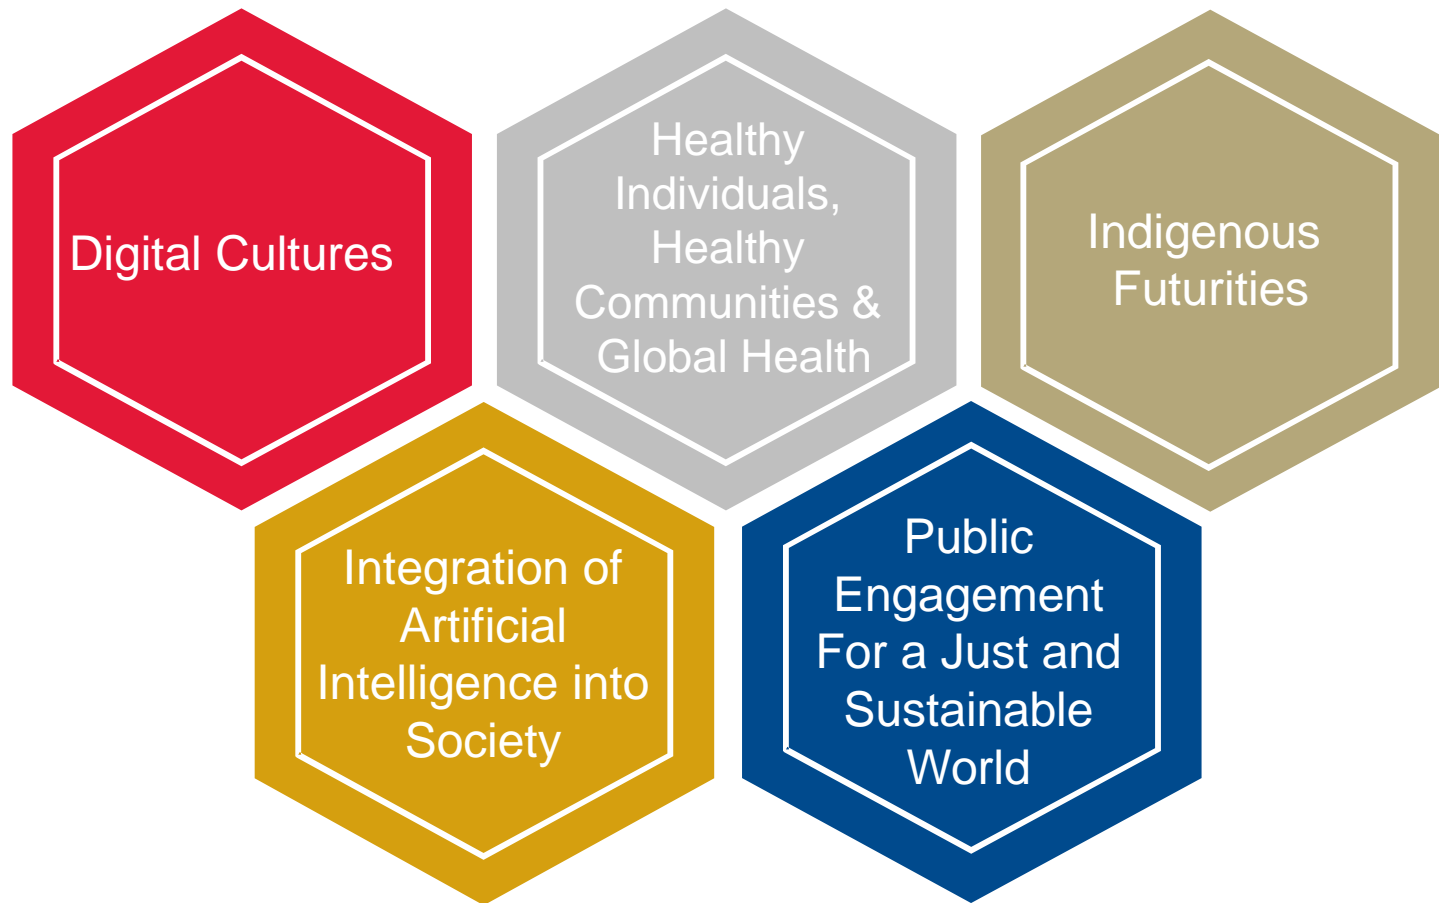 Digital Cultures
Healthy
Individuals,
Healthy
Communities &
Global Health
Indigenous
Futurities
Integration of
Artificial
Intelligence into
Society
Public
Engagement
For a Just and
Sustainable
World